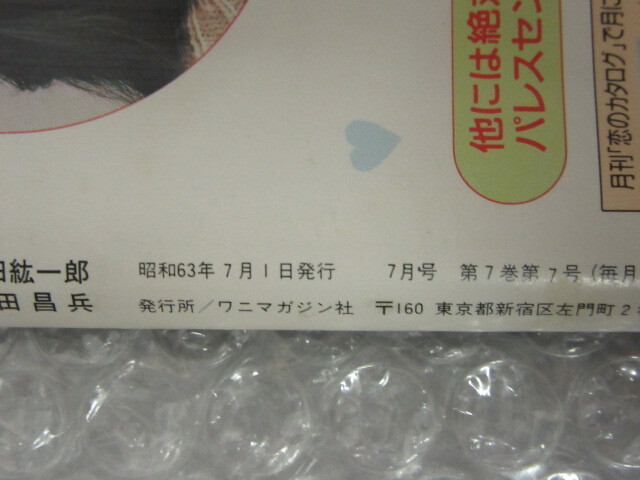 他には絶
パレスセン
月刊「恋のカタログ」で月に
田紘一郎 昭和63年7月1日発行 7月号 第7巻第7号(毎月
田昌兵 発行所/ワニマガジン社 〒160 東京都新宿区左門町2